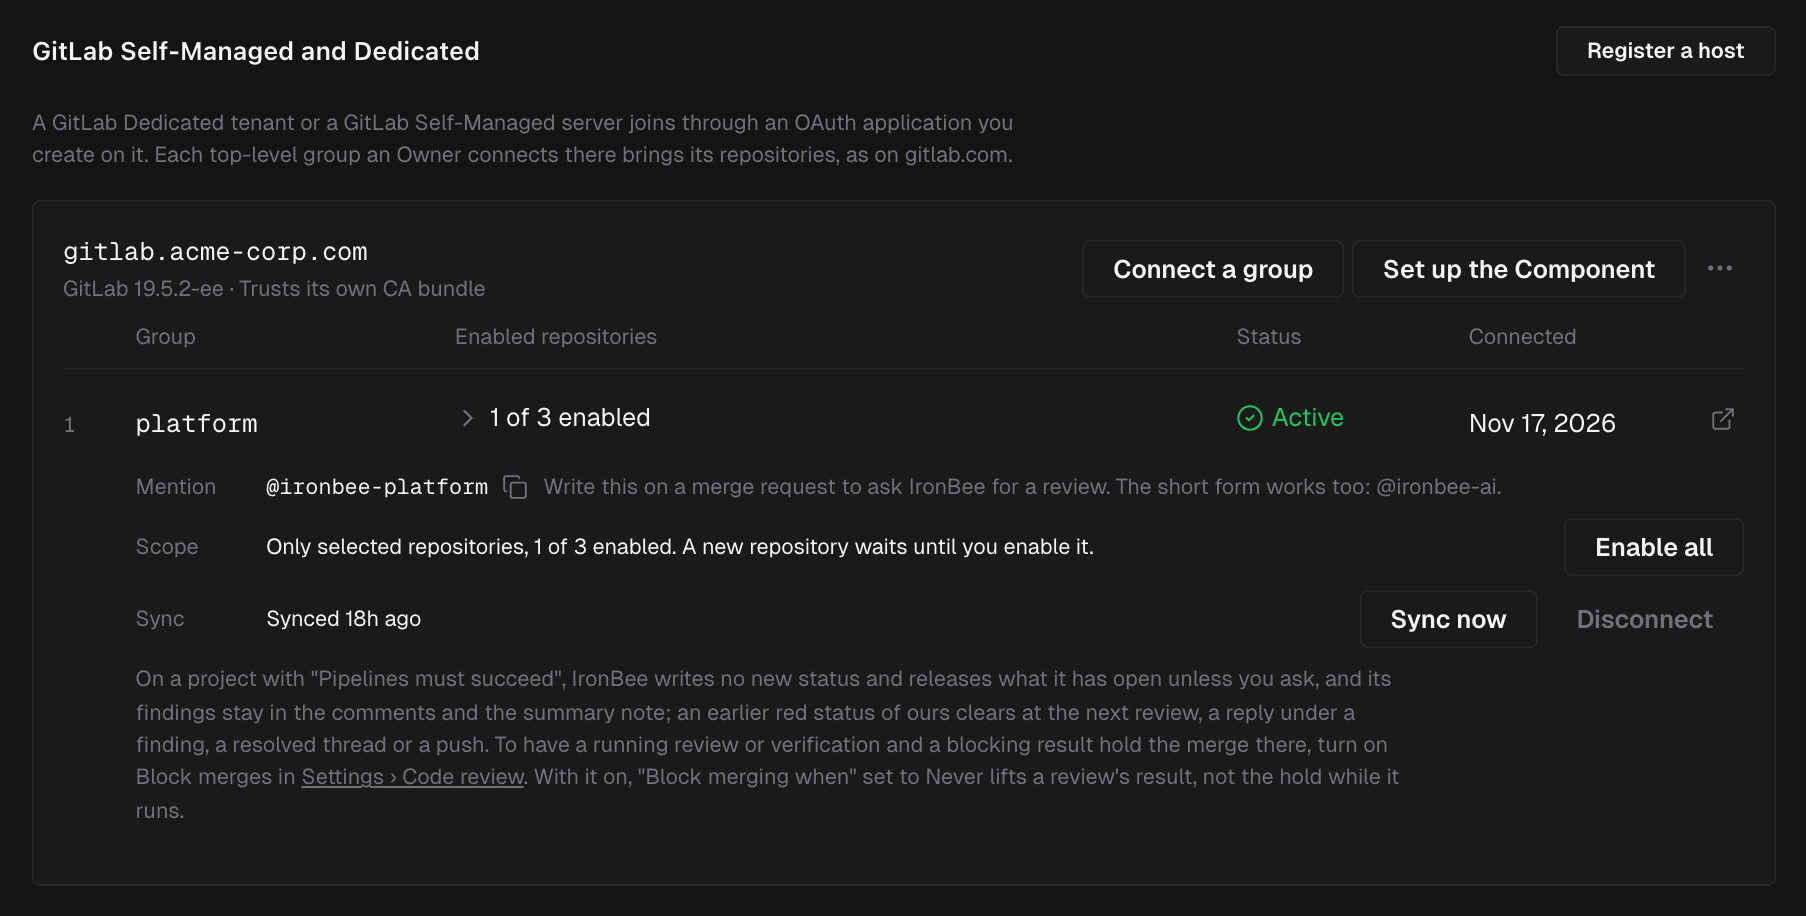 GitLab Self-Managed and Dedicated
Register a host
A GitLab Dedicated tenant or a GitLab Self-Managed server joins through an OAuth application you
create on it. Each top-level group an Owner connects there brings its repositories, as on gitlab.com.
gitlab.acme-corp.com
GitLab 19.5.2-ee · Trusts its own CA bundle
Connect a group
Set up the Component
Group
Enabled repositories
Status
Connected
1
platform
1 of 3 enabled
Active
Nov 17, 2026
Mention
@ironbee-platform
Write this on a merge request to ask IronBee for a review. The short form works too: @ironbee-ai.
Scope
Only selected repositories, 1 of 3 enabled. A new repository waits until you enable it.
Enable all
Sync
Synced 18h ago
Sync now
Disconnect
On a project with "Pipelines must succeed", IronBee writes no new status and releases what it has open unless you ask, and its
findings stay in the comments and the summary note; an earlier red status of ours clears at the next review, a reply under a
finding, a resolved thread or a push. To have a running review or verification and a blocking result hold the merge there, turn on
Block merges in Settings › Code review. With it on, "Block merging when" set to Never lifts a review's result, not the hold while it
runs.